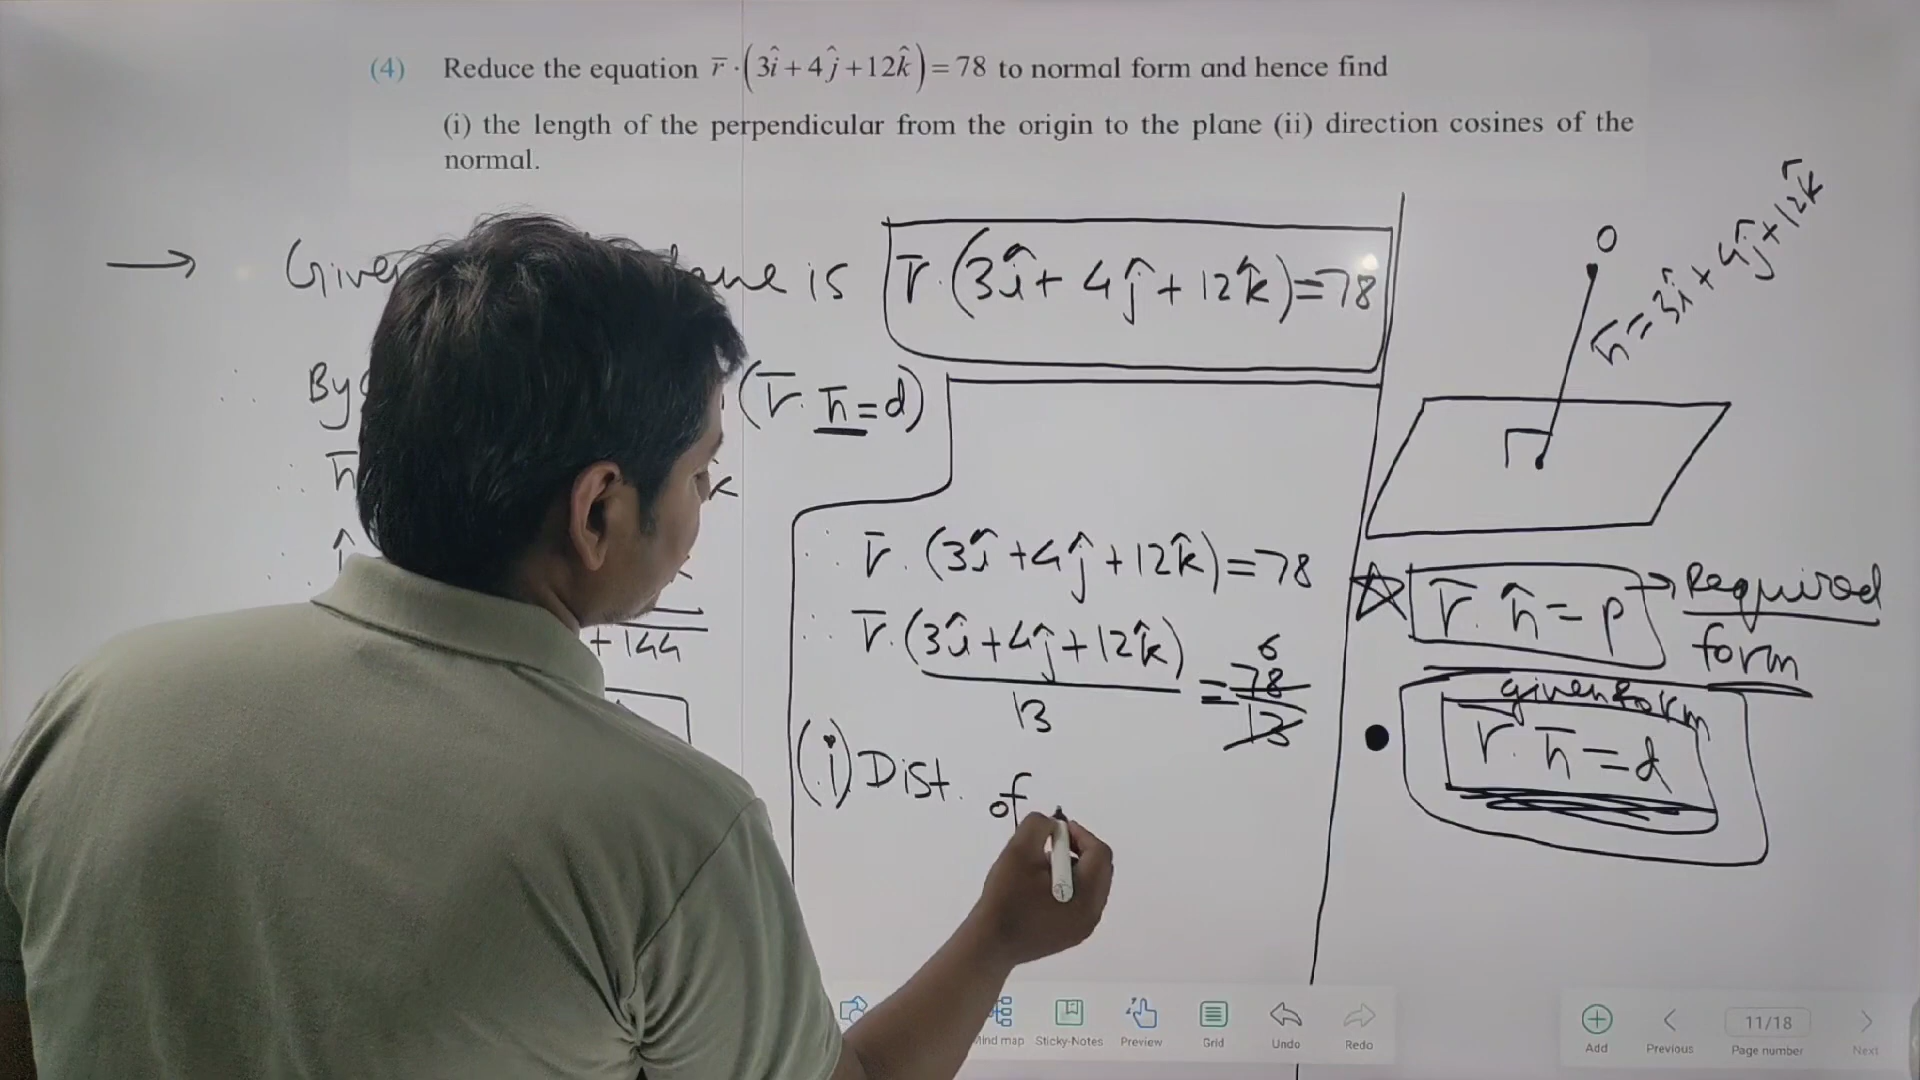 (4) Reduce the equation r̄·(3î+4ĵ+12k̂)=78 to normal form and hence find
(i) the length of the perpendicular from the origin to the plane (ii) direction cosines of the
normal.
→ is r̄·(3î+4ĵ+12k̂)=78
By (r̄·n̄=d)
n̄
+144
∴ r̄·(3î+4ĵ+12k̂)=78
∴ r̄·(3î+4ĵ+12k̂)/13 = 78/13 6
(i) Dist. of
O
n̄=3î+4ĵ+12k̂
r̄·n̂=p → Required
form
given form
r̄·n̄=d
Mind map Sticky-Notes Preview Grid Undo Redo
Add Previous 11/18 Page number Next